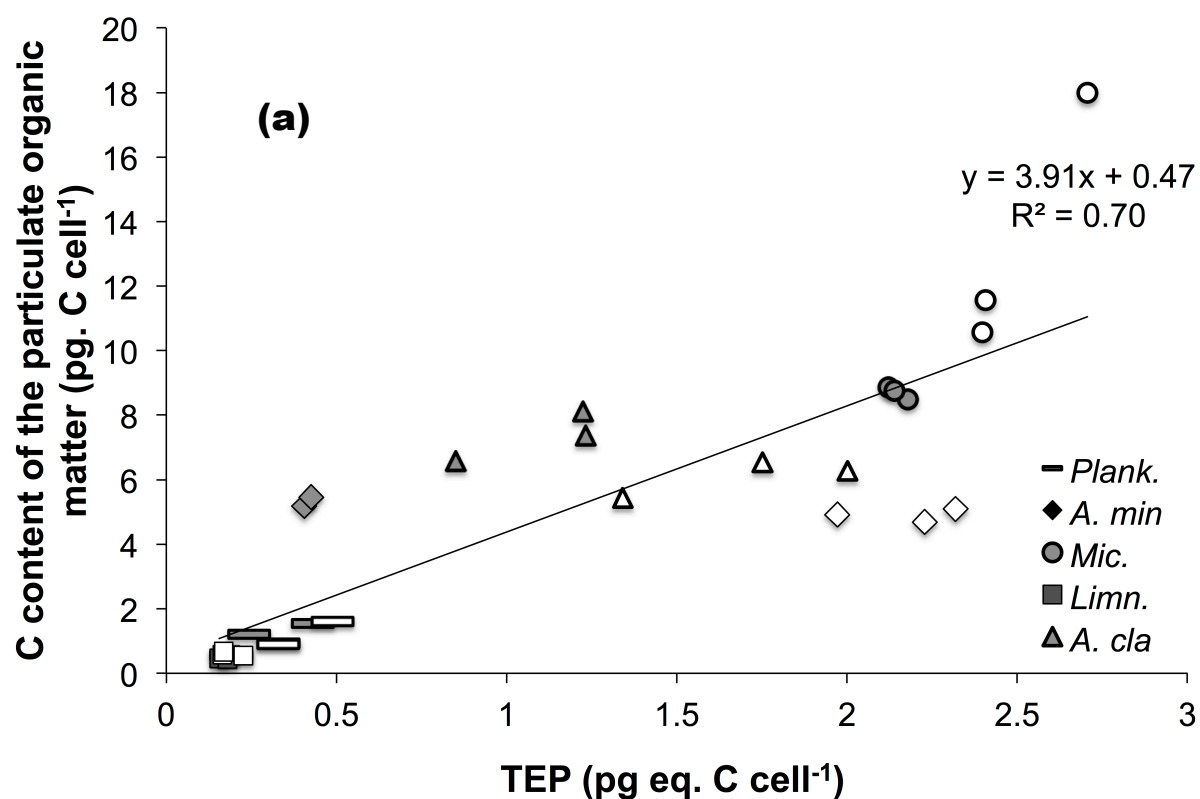 C content of the particulate organic
matter (pg. C cell⁻¹)
20
18
16
14
12
10
8
6
4
2
0
(a)
y = 3.91x + 0.47
R² = 0.70
Plank.
A. min
Mic.
Limn.
A. cla
0 0.5 1 1.5 2 2.5 3
TEP (pg eq. C cell⁻¹)